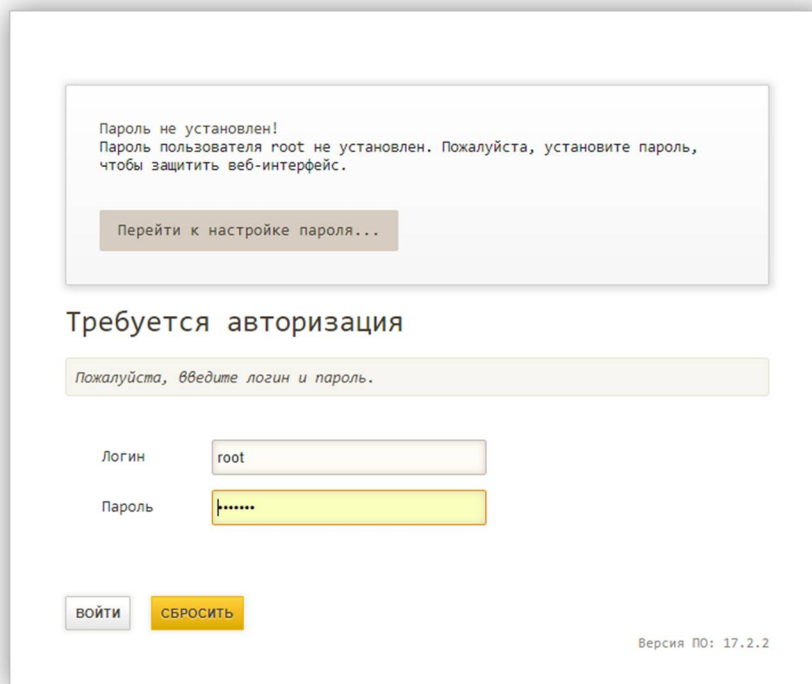 Пароль не установлен!
Пароль пользователя root не установлен. Пожалуйста, установите пароль,
чтобы защитить веб-интерфейс.
Перейти к настройке пароля...
Требуется авторизация
Пожалуйста, введите логин и пароль.
Логин
root
Пароль
•••••••
ВОЙТИ
СБРОСИТЬ
Версия ПО: 17.2.2